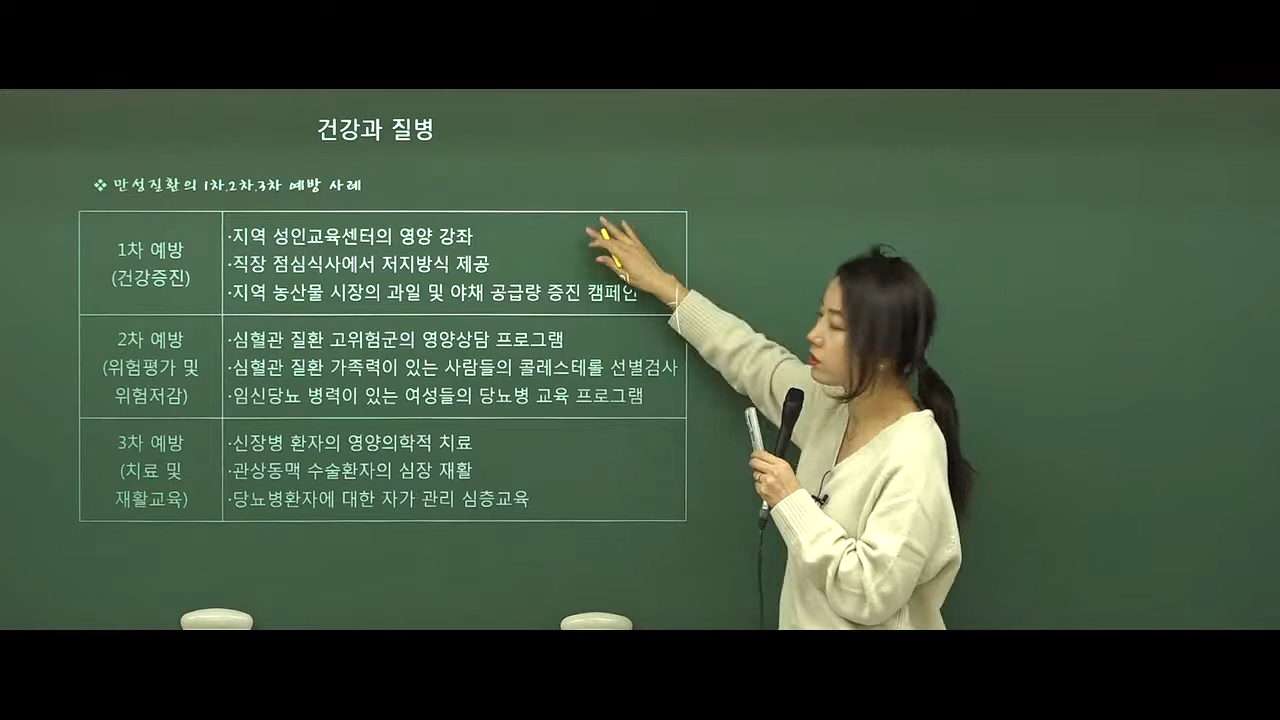 건강과 질병
❖ 만성질환의 1차,2차,3차 예방 사례
1차 예방
(건강증진)
·지역 성인교육센터의 영양 강좌
·직장 점심식사에서 저지방식 제공
·지역 농산물 시장의 과일 및 야채 공급량 증진 캠페인
2차 예방
(위험평가 및
위험저감)
·심혈관 질환 고위험군의 영양상담 프로그램
·심혈관 질환 가족력이 있는 사람들의 콜레스테롤 선별검사
·임신당뇨 병력이 있는 여성들의 당뇨병 교육 프로그램
3차 예방
(치료 및
재활교육)
·신장병 환자의 영양의학적 치료
·관상동맥 수술환자의 심장 재활
·당뇨병환자에 대한 자가 관리 심층교육